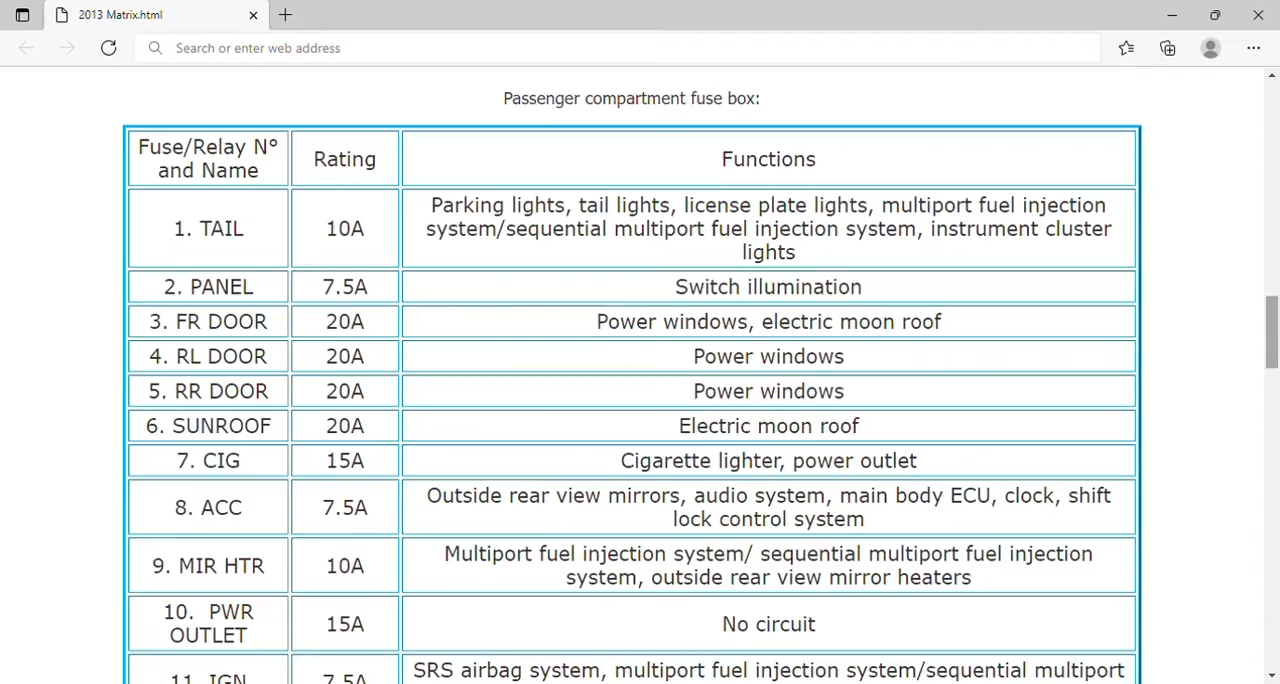 2013 Matrix.html
Search or enter web address
Passenger compartment fuse box:
Fuse/Relay N°
and Name
Rating
Functions
1. TAIL
10A
Parking lights, tail lights, license plate lights, multiport fuel injection
system/sequential multiport fuel injection system, instrument cluster
lights
2. PANEL
7.5A
Switch illumination
3. FR DOOR
20A
Power windows, electric moon roof
4. RL DOOR
20A
Power windows
5. RR DOOR
20A
Power windows
6. SUNROOF
20A
Electric moon roof
7. CIG
15A
Cigarette lighter, power outlet
8. ACC
7.5A
Outside rear view mirrors, audio system, main body ECU, clock, shift
lock control system
9. MIR HTR
10A
Multiport fuel injection system/ sequential multiport fuel injection
system, outside rear view mirror heaters
10.  PWR
OUTLET
15A
No circuit
11. IGN
7.5A
SRS airbag system, multiport fuel injection system/sequential multiport